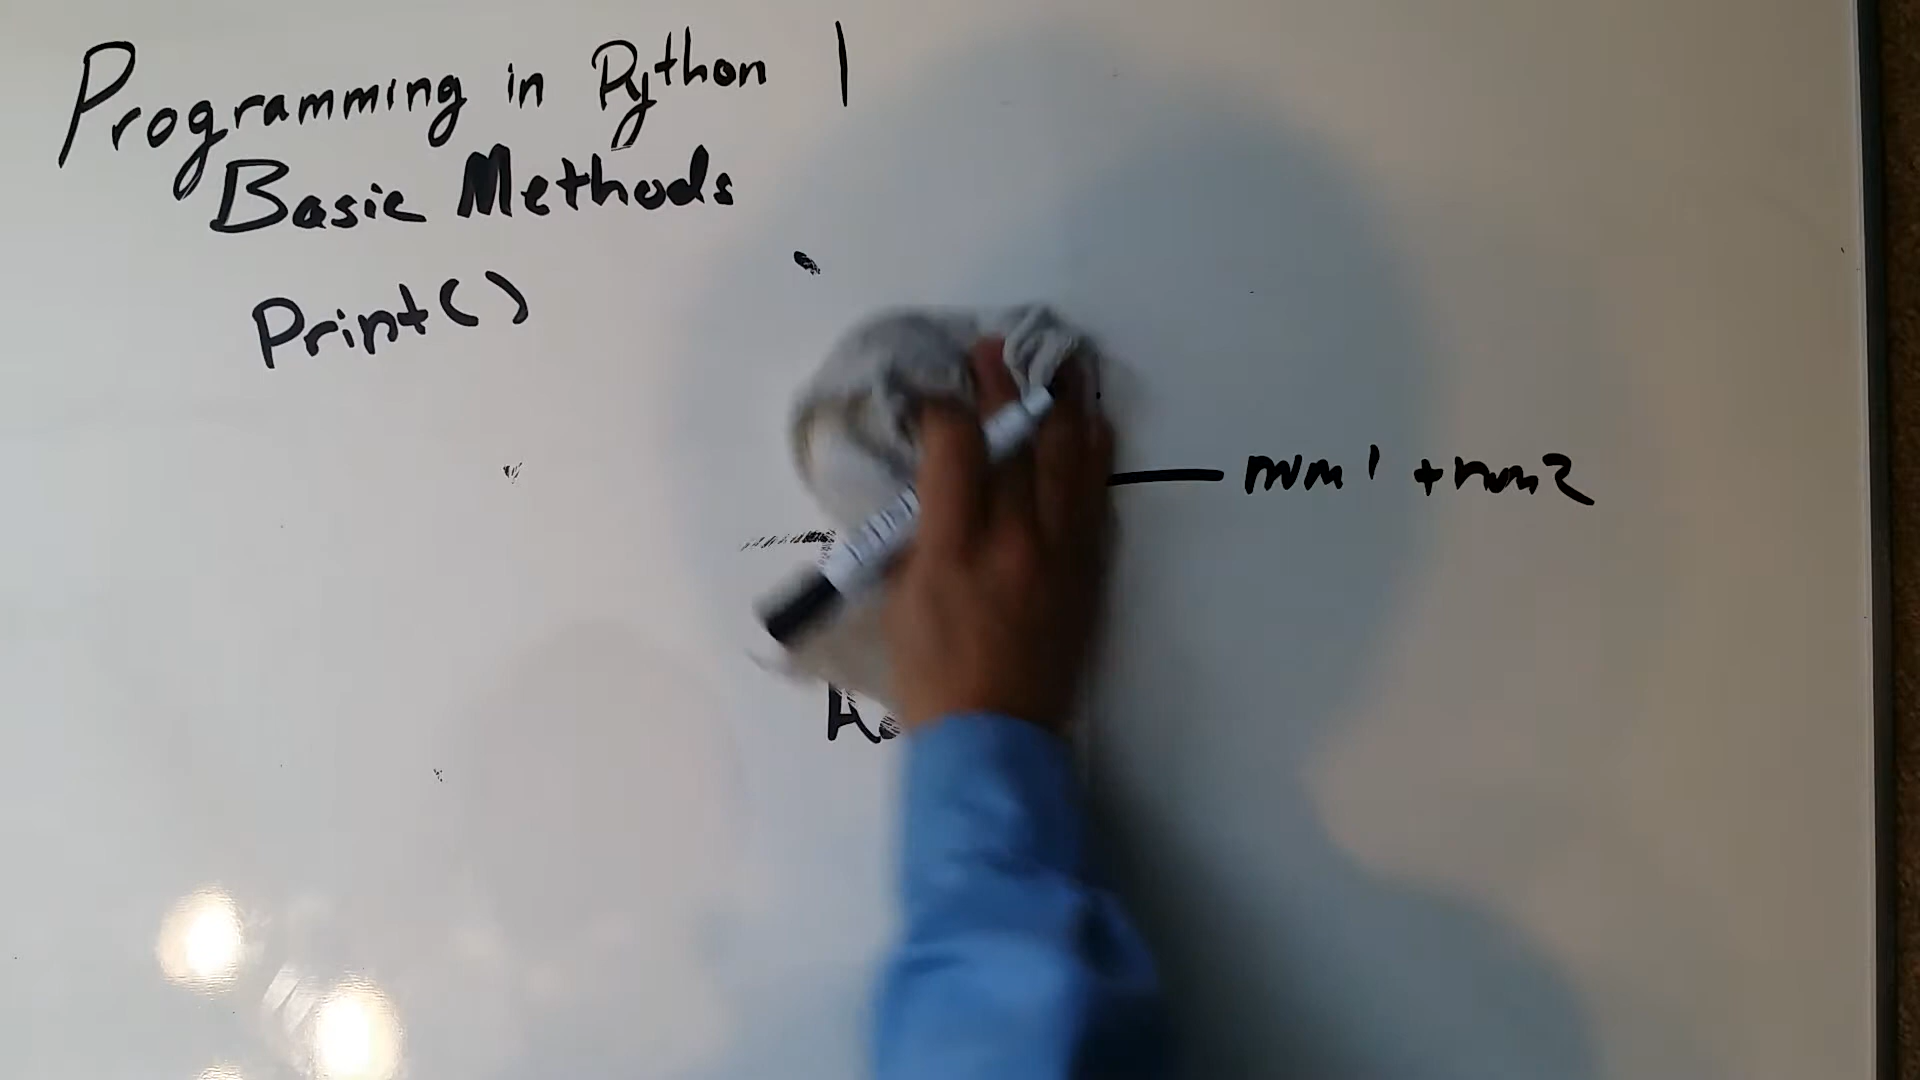 Programming in Python 1
Basic Methods
Print()
num1 + num2